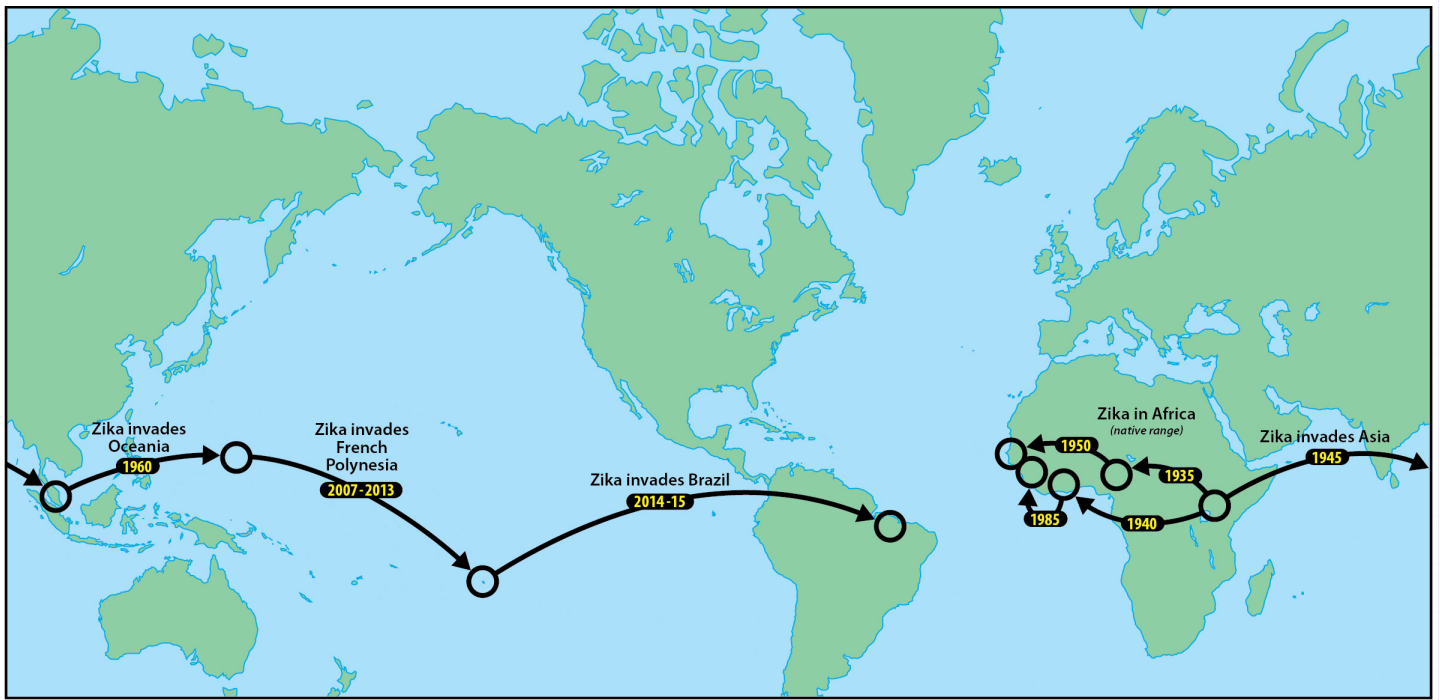 Zika invades
Oceania
1960
Zika invades
French
Polynesia
2007-2013
Zika invades Brazil
2014-15
Zika in Africa
(native range)
1950
1935
1985
1940
Zika invades Asia
1945